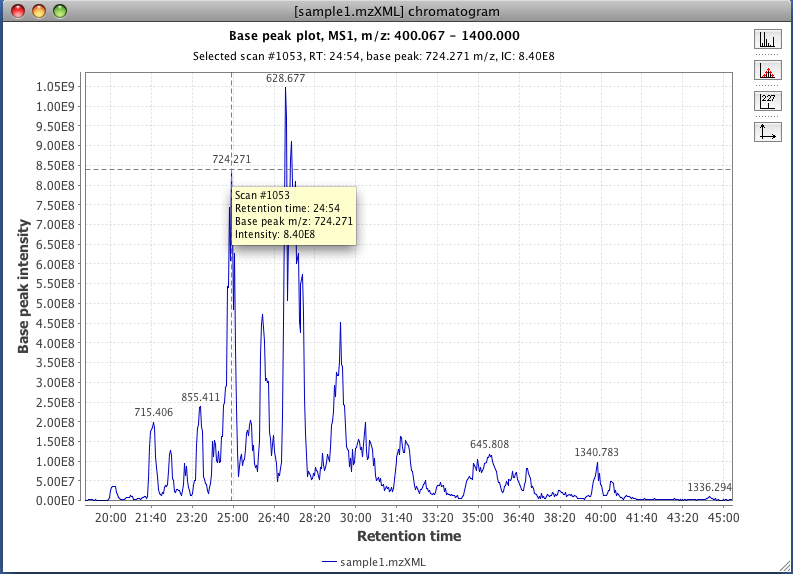 [sample1.mzXML] chromatogram
Base peak plot, MS1, m/z: 400.067 - 1400.000
Selected scan #1053, RT: 24:54, base peak: 724.271 m/z, IC: 8.40E8
227
Base peak intensity
1.05E9
1.00E9
9.50E8
9.00E8
8.50E8
8.00E8
7.50E8
7.00E8
6.50E8
6.00E8
5.50E8
5.00E8
4.50E8
4.00E8
3.50E8
3.00E8
2.50E8
2.00E8
1.50E8
1.00E8
5.00E7
0.00E0
628.677
724.271
Scan #1053
Retention time: 24:54
Base peak m/z: 724.271
Intensity: 8.40E8
855.411
715.406
645.808
1340.783
1336.294
20:00 21:40 23:20 25:00 26:40 28:20 30:00 31:40 33:20 35:00 36:40 38:20 40:00 41:40 43:20 45:00
Retention time
sample1.mzXML